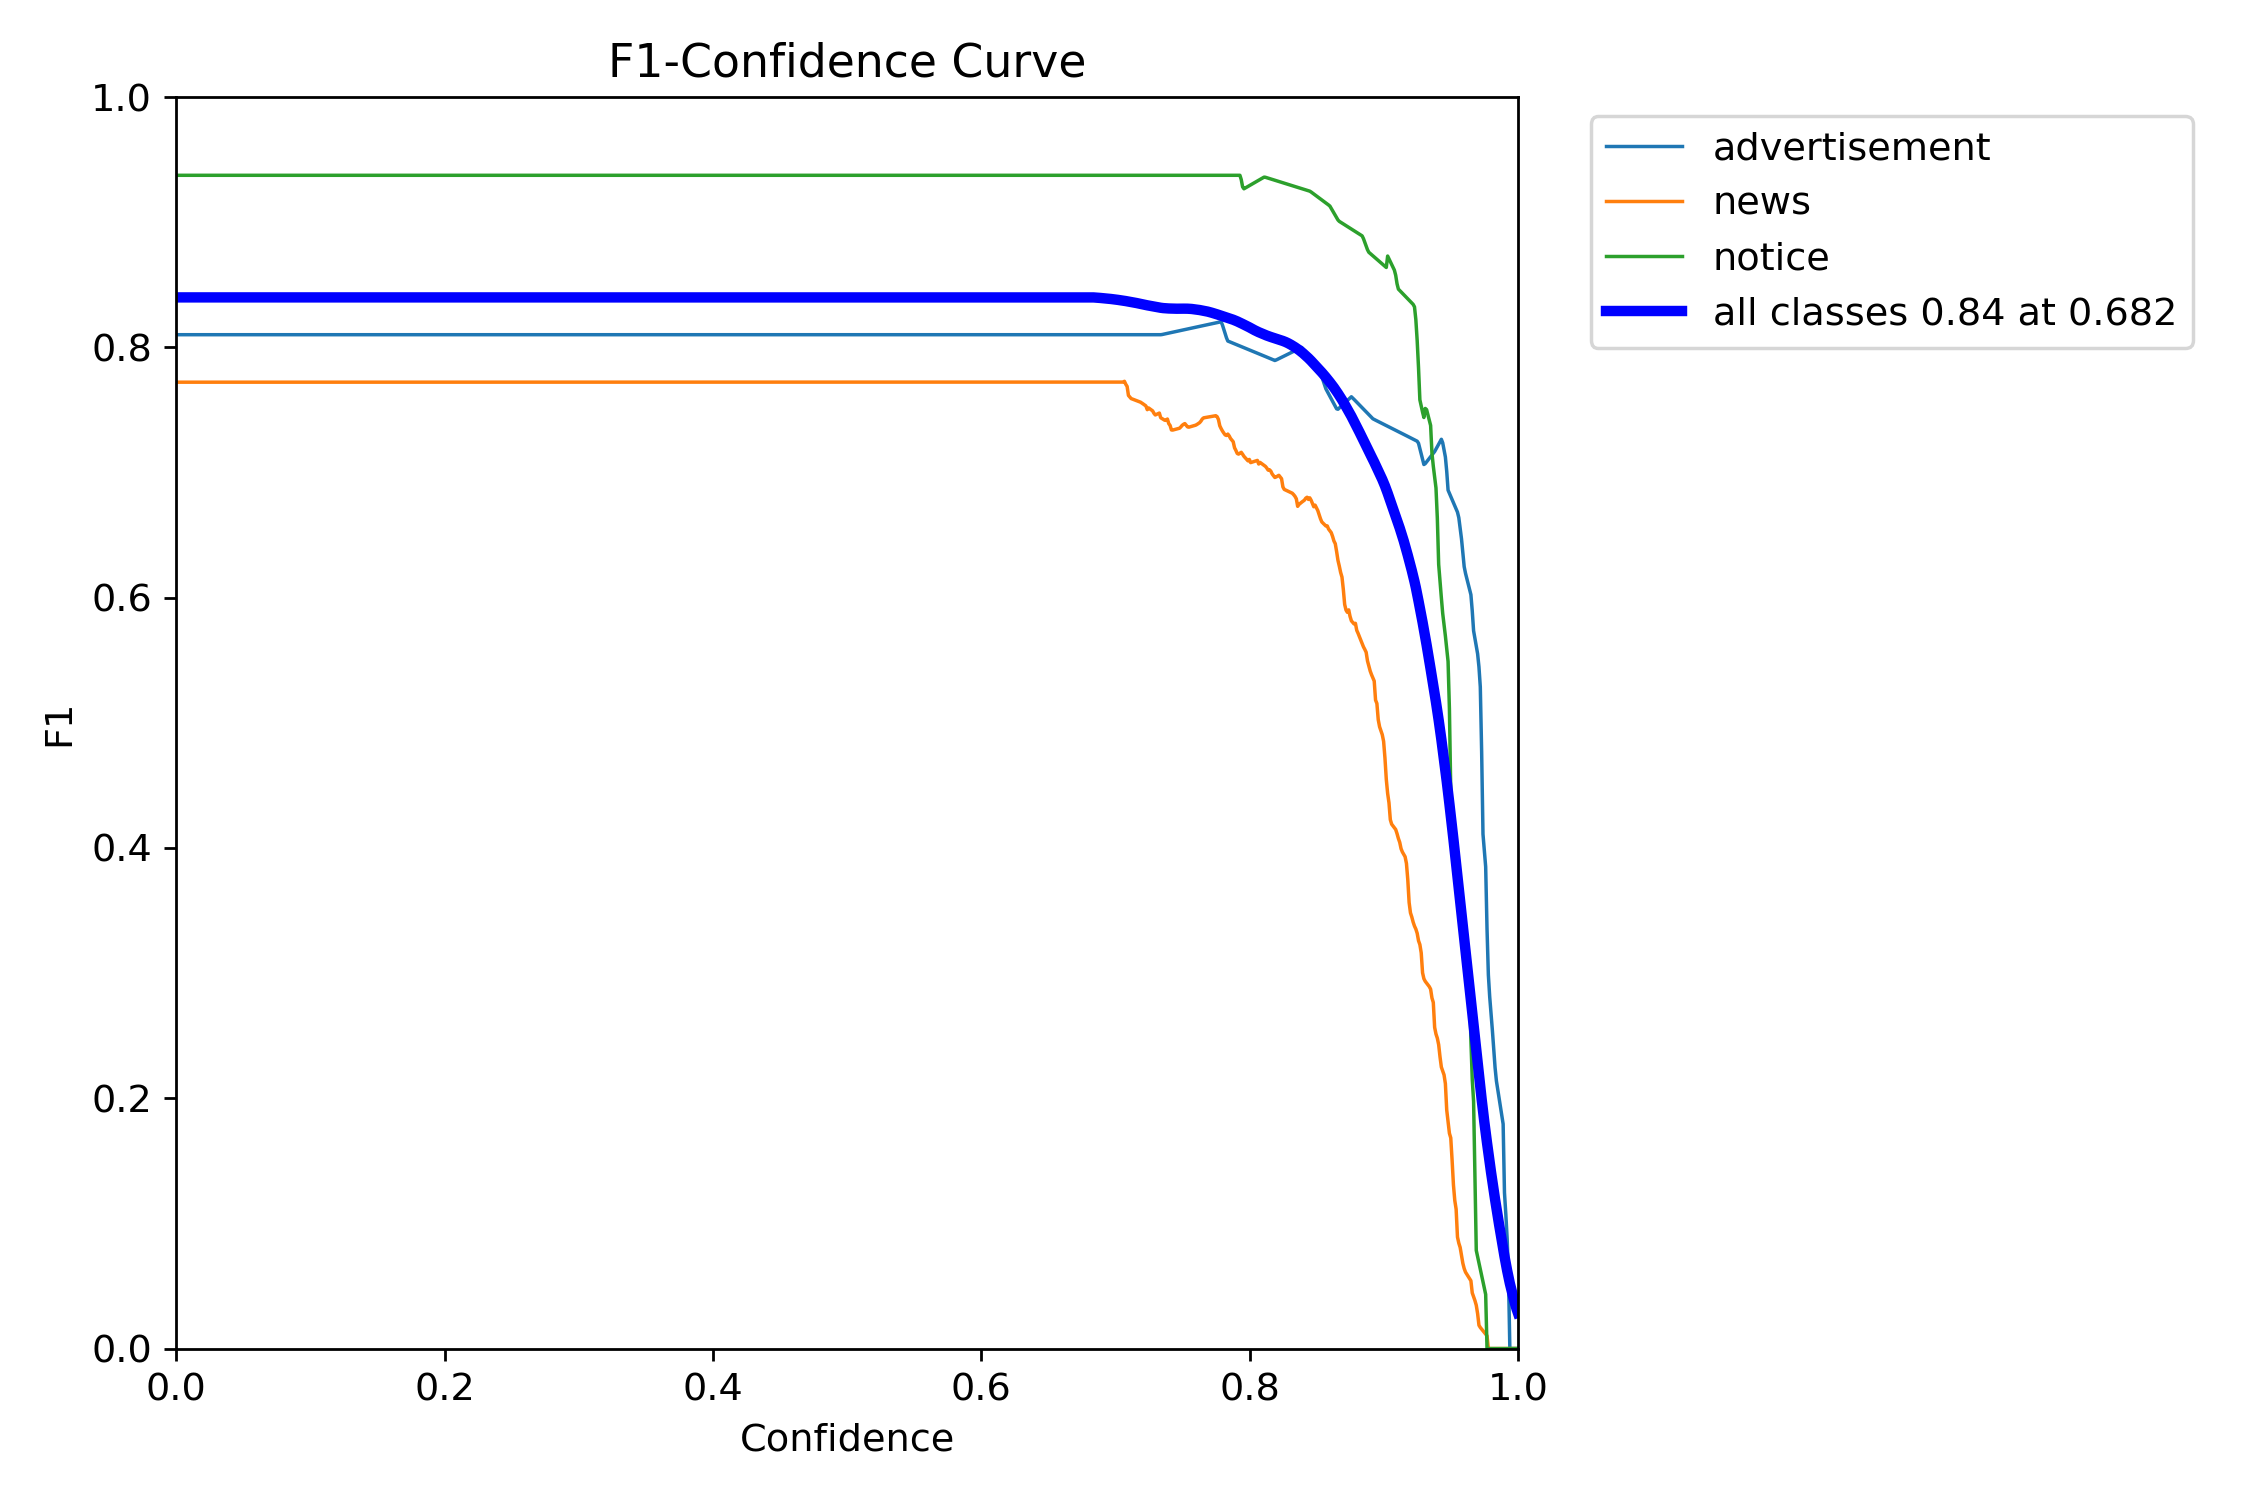 F1-Confidence Curve
1.0
0.8
0.6
0.4
0.2
0.0
F1
0.0 0.2 0.4 0.6 0.8 1.0
Confidence
advertisement
news
notice
all classes 0.84 at 0.682